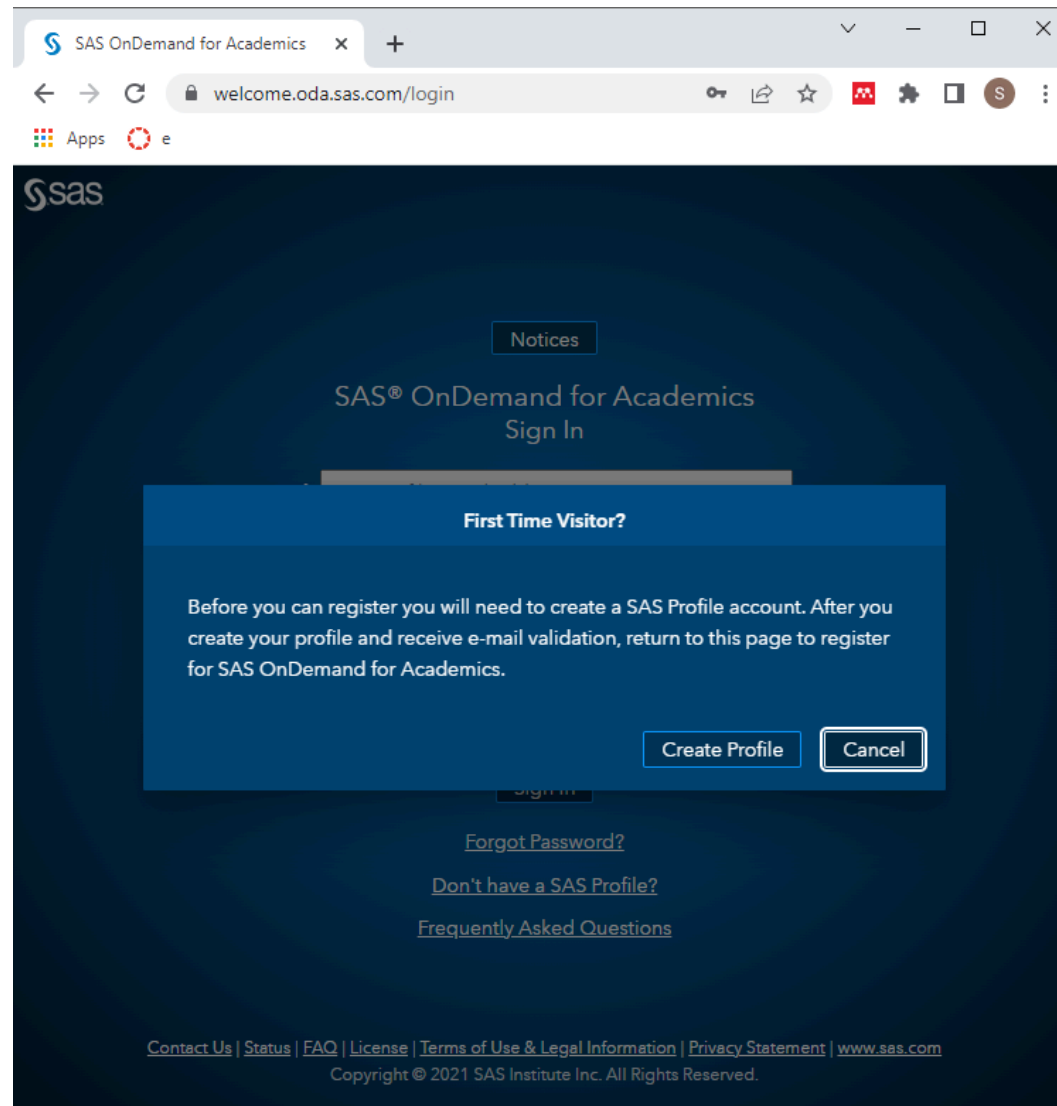 SAS OnDemand for Academics
welcome.oda.sas.com/login
S
Apps e
sas
Notices
SAS® OnDemand for Academics
Sign In
First Time Visitor?
Before you can register you will need to create a SAS Profile account. After you
create your profile and receive e-mail validation, return to this page to register
for SAS OnDemand for Academics.
Create Profile Cancel
Sign In
Forgot Password?
Don't have a SAS Profile?
Frequently Asked Questions
Contact Us | Status | FAQ | License | Terms of Use & Legal Information | Privacy Statement | www.sas.com
Copyright © 2021 SAS Institute Inc. All Rights Reserved.